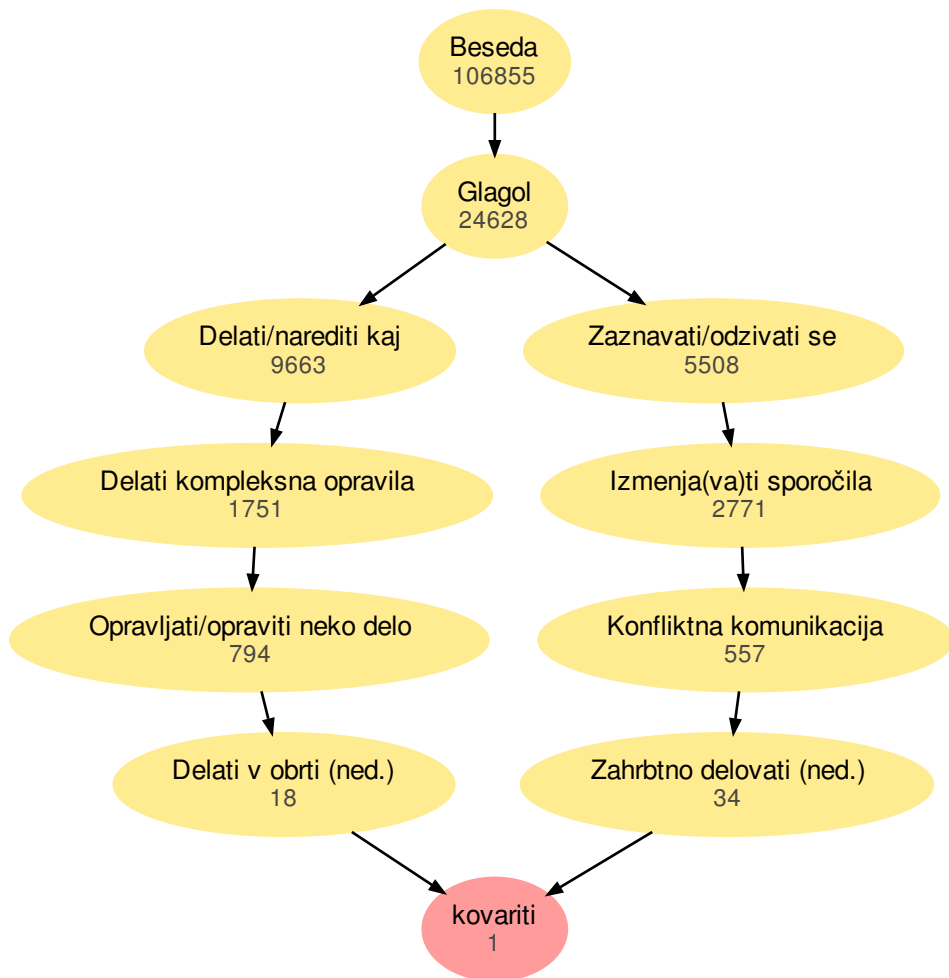 Beseda
106855
Glagol
24628
Delati/narediti kaj
9663
Zaznavati/odzivati se
5508
Delati kompleksna opravila
1751
Izmenja(va)ti sporočila
2771
Opravljati/opraviti neko delo
794
Konfliktna komunikacija
557
Delati v obrti (ned.)
18
Zahrbtno delovati (ned.)
34
kovariti
1